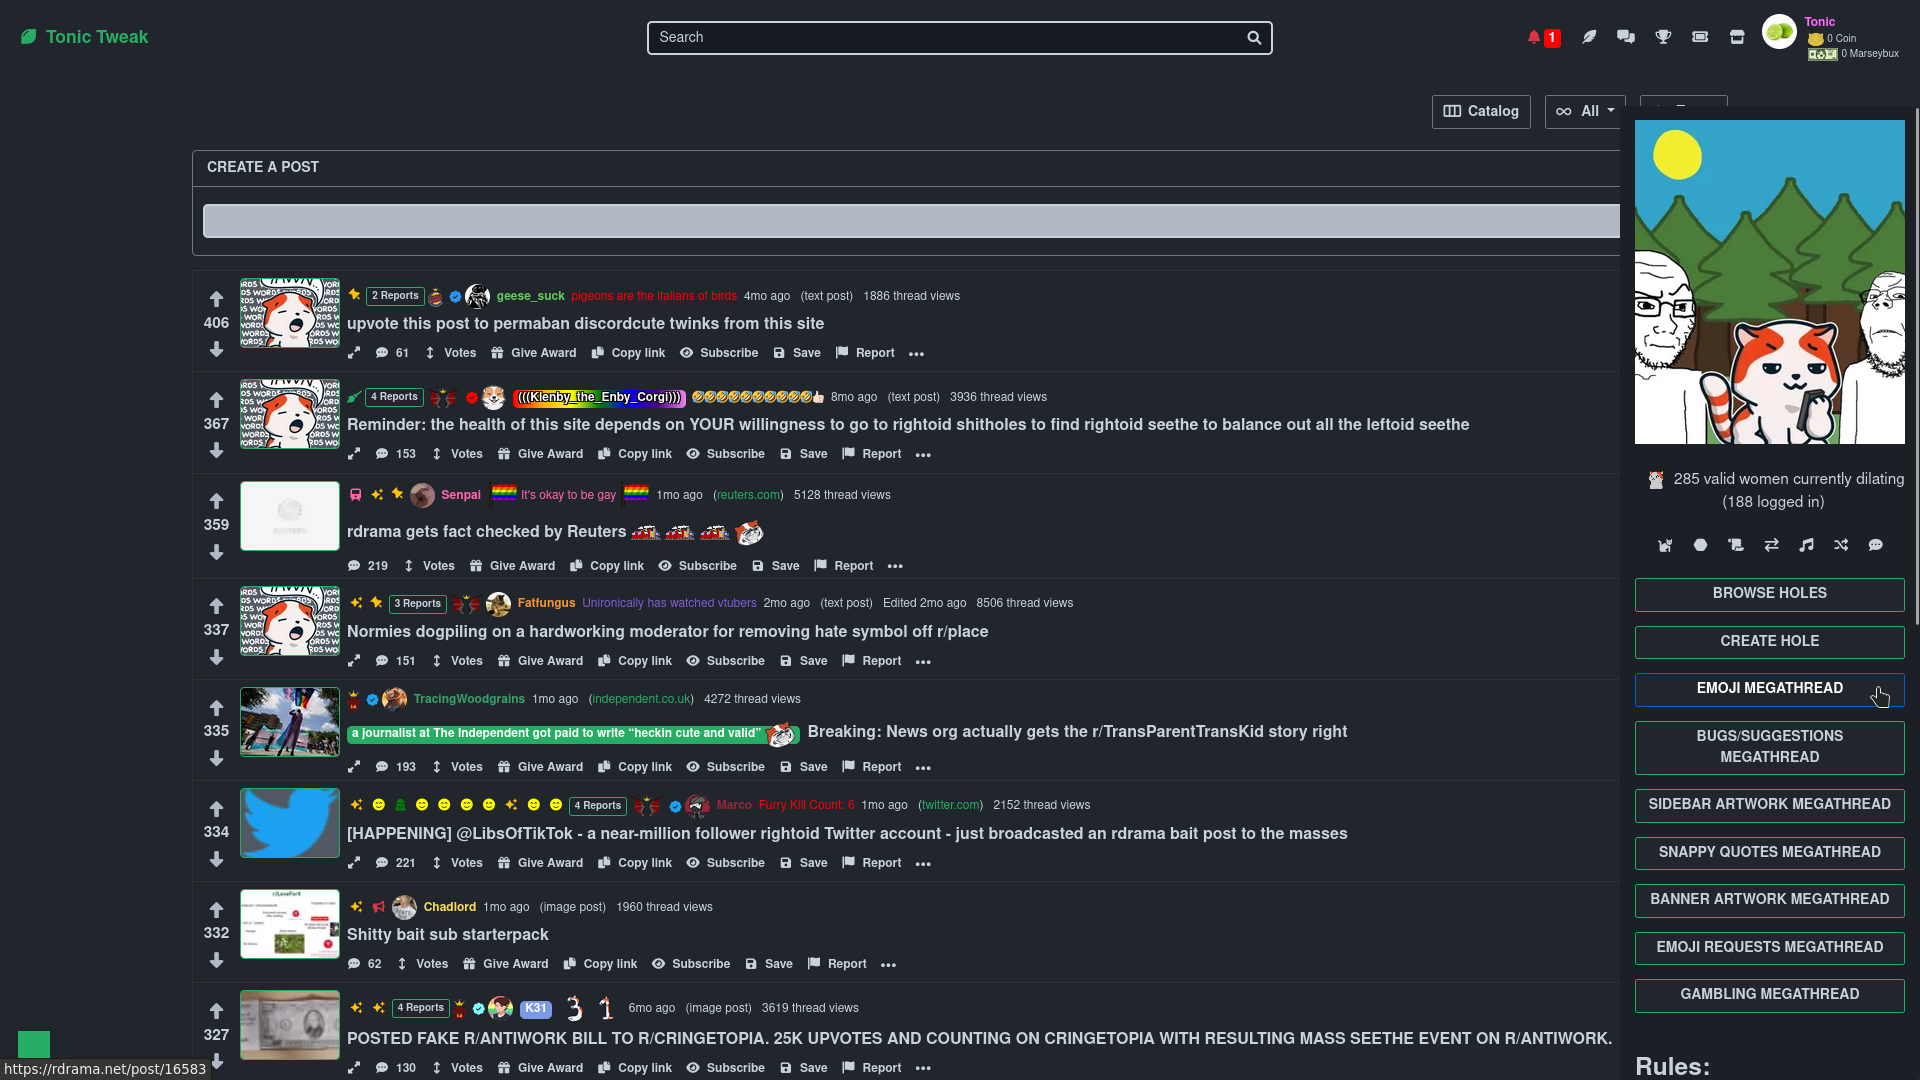 Tonic Tweak
Search
1
Tonic
0 Coin
0 Marseybux
Catalog
All
CREATE A POST
2 Reports geese_suck pigeons are the italians of birds 4mo ago (text post) 1886 thread views
406
upvote this post to permaban discordcute twinks from this site
61 Votes Give Award Copy link Subscribe Save Report
4 Reports (((Klenby_the_Enby_Corgi))) 8mo ago (text post) 3936 thread views
367
Reminder: the health of this site depends on YOUR willingness to go to rightoid shitholes to find rightoid seethe to balance out all the leftoid seethe
153 Votes Give Award Copy link Subscribe Save Report
Senpai It's okay to be gay 1mo ago (reuters.com) 5128 thread views
359
rdrama gets fact checked by Reuters
219 Votes Give Award Copy link Subscribe Save Report
3 Reports Fatfungus Unironically has watched vtubers 2mo ago (text post) Edited 2mo ago 8506 thread views
337
Normies dogpiling on a hardworking moderator for removing hate symbol off r/place
151 Votes Give Award Copy link Subscribe Save Report
TracingWoodgrains 1mo ago (independent.co.uk) 4272 thread views
335
a journalist at The Independent got paid to write “heckin cute and valid” Breaking: News org actually gets the r/TransParentTransKid story right
193 Votes Give Award Copy link Subscribe Save Report
4 Reports Marco Furry Kill Count: 6 1mo ago (twitter.com) 2152 thread views
334
[HAPPENING] @LibsOfTikTok - a near-million follower rightoid Twitter account - just broadcasted an rdrama bait post to the masses
221 Votes Give Award Copy link Subscribe Save Report
Chadlord 1mo ago (image post) 1960 thread views
332
Shitty bait sub starterpack
62 Votes Give Award Copy link Subscribe Save Report
4 Reports K31 3 1 6mo ago (image post) 3619 thread views
327
POSTED FAKE R/ANTIWORK BILL TO R/CRINGETOPIA. 25K UPVOTES AND COUNTING ON CRINGETOPIA WITH RESULTING MASS SEETHE EVENT ON R/ANTIWORK.
130 Votes Give Award Copy link Subscribe Save Report
https://rdrama.net/post/16583
285 valid women currently dilating
(188 logged in)
BROWSE HOLES
CREATE HOLE
EMOJI MEGATHREAD
BUGS/SUGGESTIONS
MEGATHREAD
SIDEBAR ARTWORK MEGATHREAD
SNAPPY QUOTES MEGATHREAD
BANNER ARTWORK MEGATHREAD
EMOJI REQUESTS MEGATHREAD
GAMBLING MEGATHREAD
Rules: